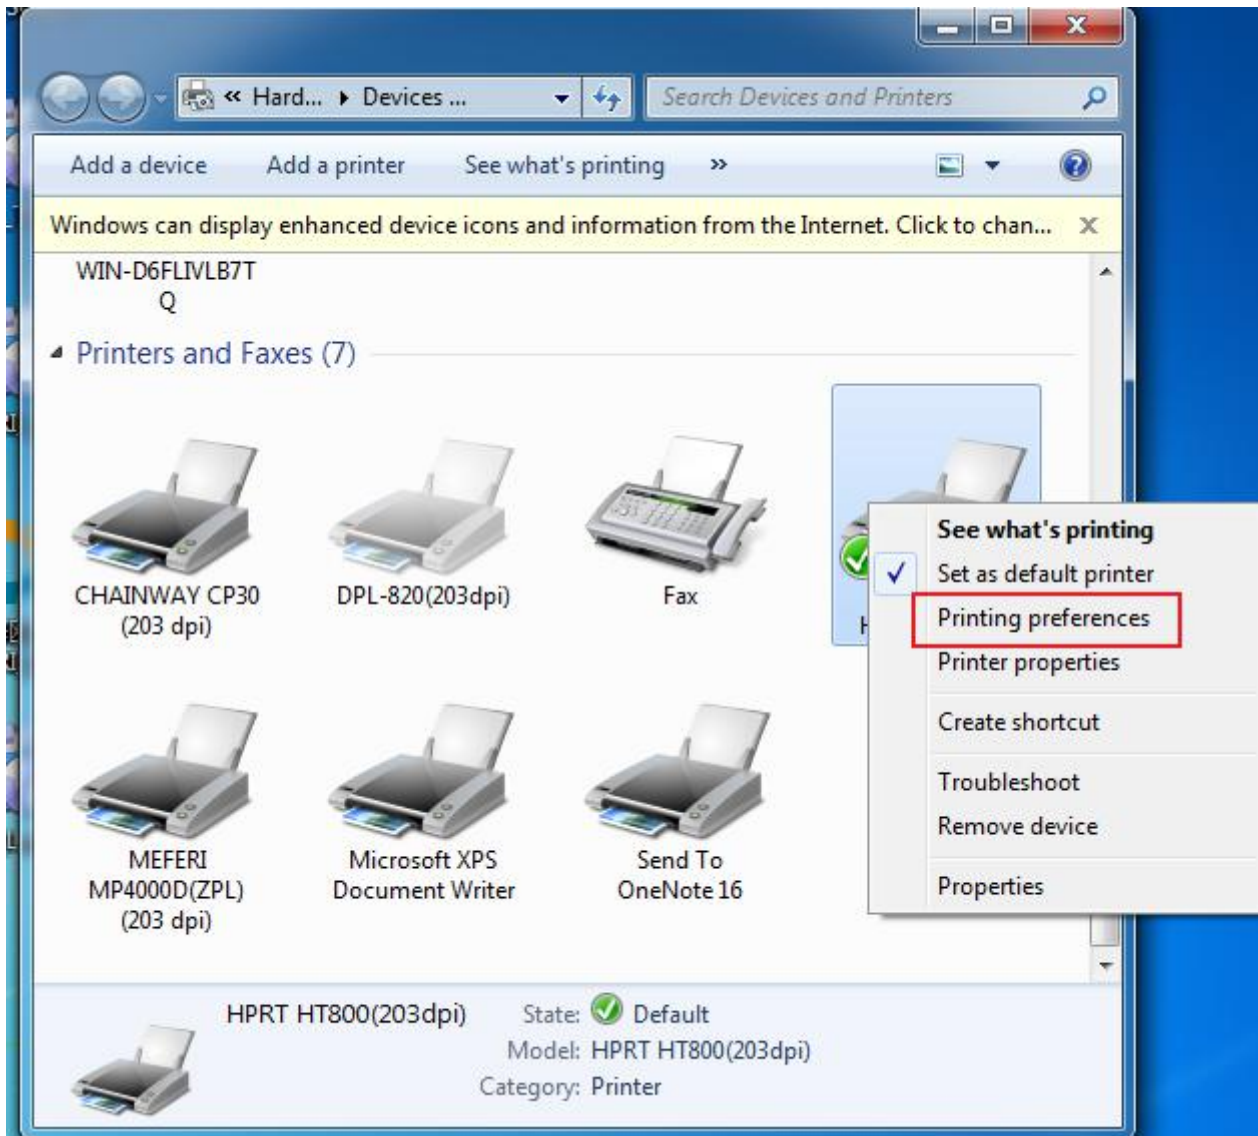 « Hard... ▸ Devices ...
Search Devices and Printers
Add a device Add a printer See what's printing »
Windows can display enhanced device icons and information from the Internet. Click to chan... x
WIN-D6FLIVLB7T
Q
Printers and Faxes (7)
CHAINWAY CP30
(203 dpi)
DPL-820(203dpi)
Fax
H
See what's printing
Set as default printer
Printing preferences
Printer properties
Create shortcut
Troubleshoot
Remove device
Properties
MEFERI
MP4000D(ZPL)
(203 dpi)
Microsoft XPS
Document Writer
Send To
OneNote 16
HPRT HT800(203dpi) State: Default
Model: HPRT HT800(203dpi)
Category: Printer